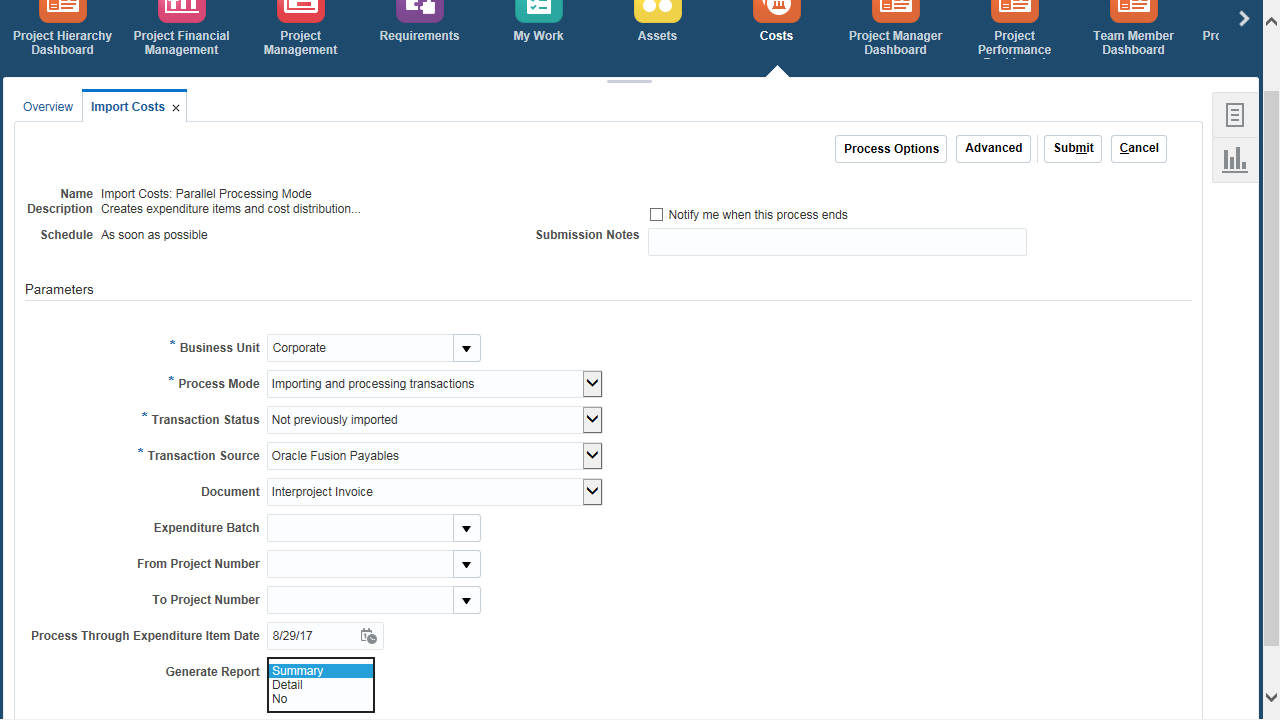 Project Hierarchy Dashboard
Project Financial Management
Project Management
Requirements
My Work
Assets
Costs
Project Manager Dashboard
Project Performance
Team Member Dashboard
Overview
Import Costs
Process Options
Advanced
Submit
Cancel
Name Import Costs: Parallel Processing Mode
Description Creates expenditure items and cost distribution...
Notify me when this process ends
Schedule As soon as possible
Submission Notes
Parameters
* Business Unit Corporate
* Process Mode Importing and processing transactions
* Transaction Status Not previously imported
* Transaction Source Oracle Fusion Payables
Document Interproject Invoice
Expenditure Batch
From Project Number
To Project Number
Process Through Expenditure Item Date 8/29/17
Generate Report Summary
Detail
No